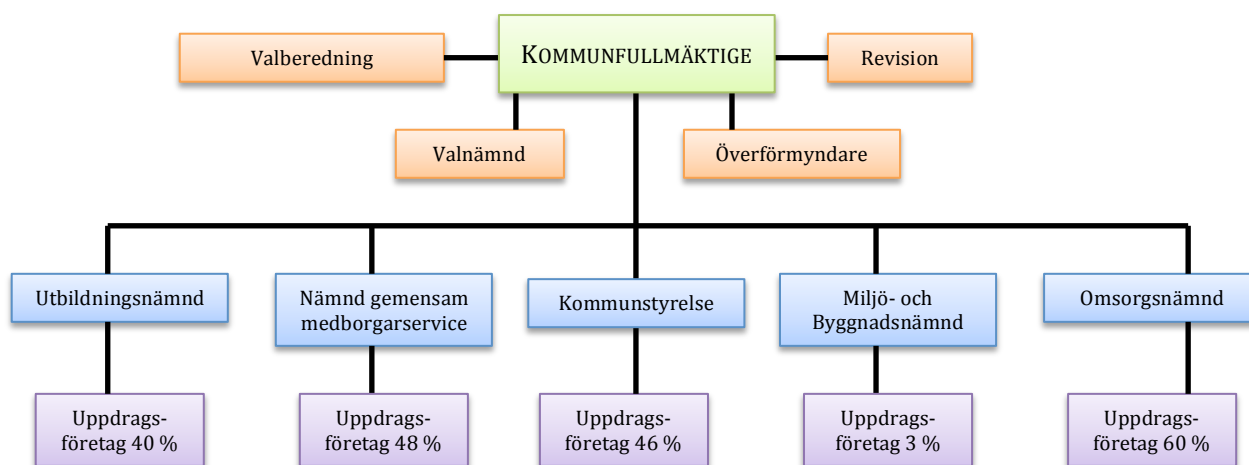 Valberedning
KOMMUNFULLMÄKTIGE
Revision
Valnämnd
Överförmyndare
Utbildningsnämnd
Nämnd gemensam
medborgarservice
Kommunstyrelse
Miljö- och
Byggnadsnämnd
Omsorgsnämnd
Uppdrags-
företag 40 %
Uppdrags-
företag 48 %
Uppdrags-
företag 46 %
Uppdrags-
företag 3 %
Uppdrags-
företag 60 %